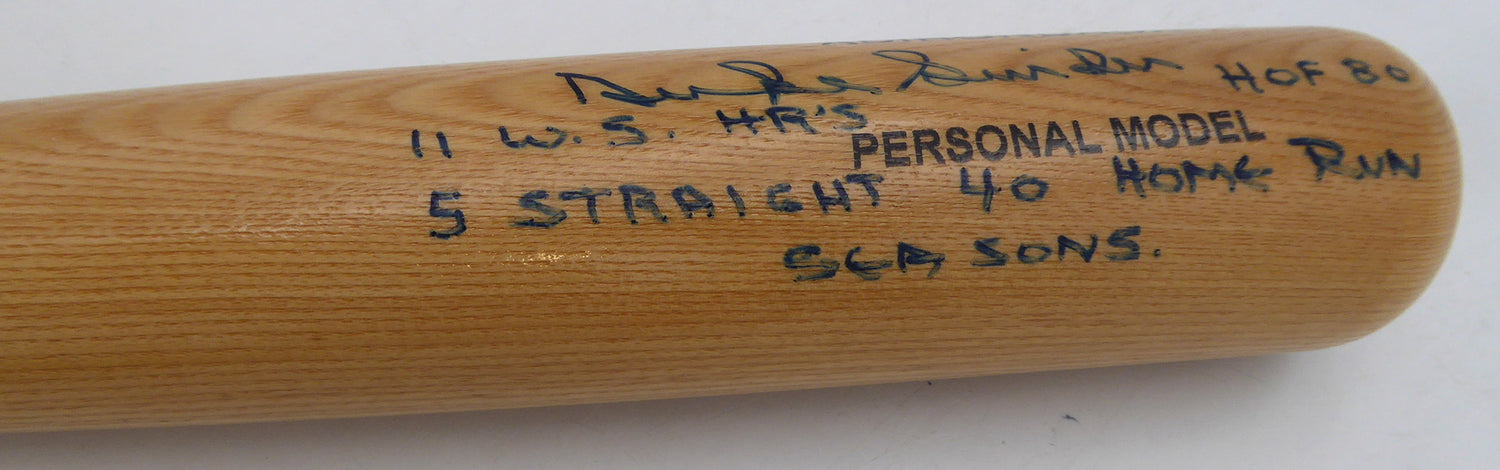 Duke Snider HOF 80
11 W.S. HR'S
PERSONAL MODEL
5 STRAIGHT 40 HOME RUN
SEASONS.